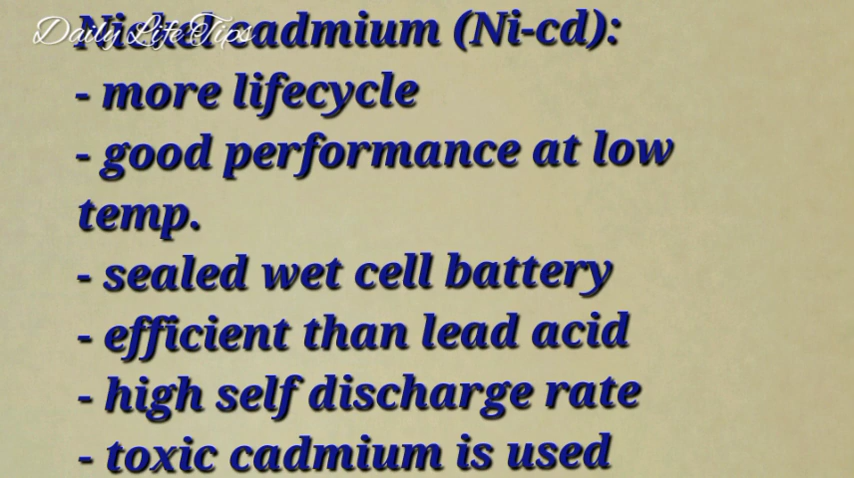 Daily Life Tips
Nickel cadmium (Ni-cd):
- more lifecycle
- good performance at low
temp.
- sealed wet cell battery
- efficient than lead acid
- high self discharge rate
- toxic cadmium is used